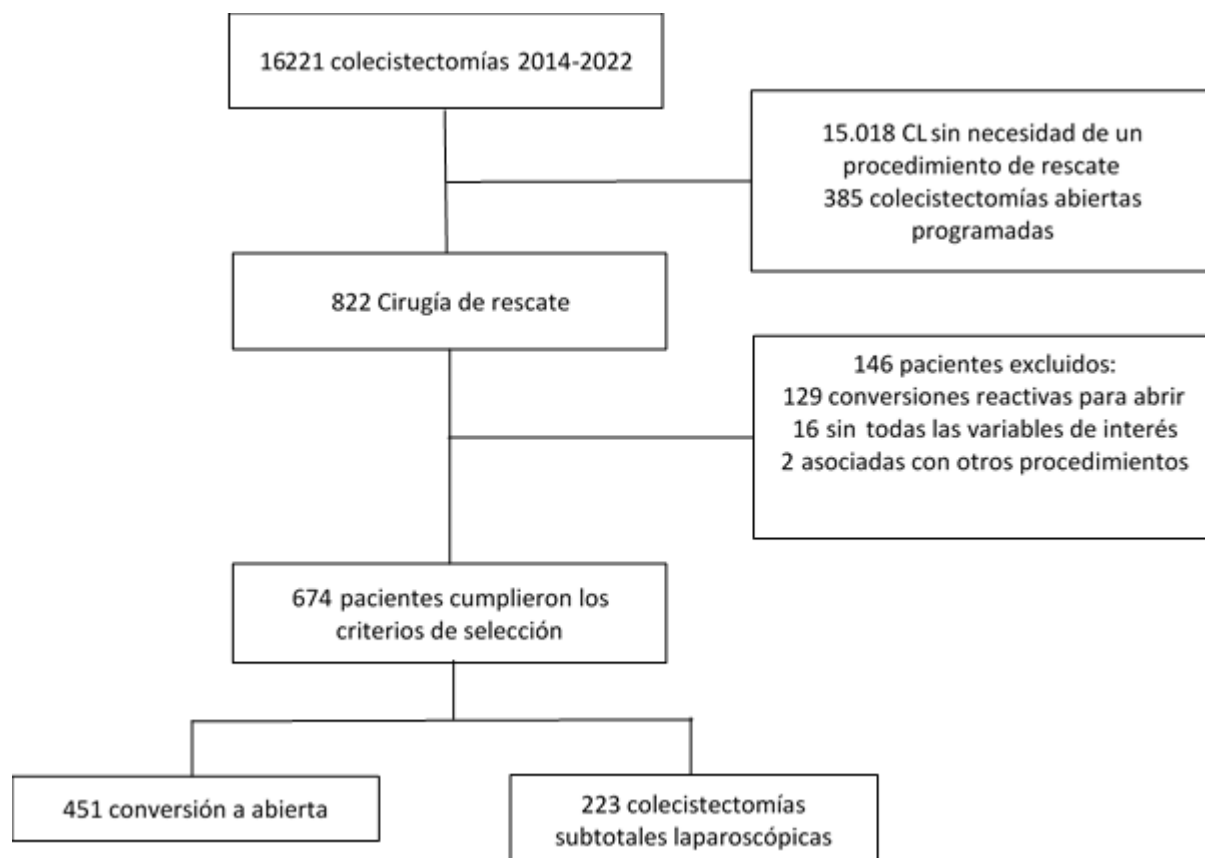 16221 colecistectomías 2014-2022
15.018 CL sin necesidad de un
procedimiento de rescate
385 colecistectomías abiertas
programadas
822 Cirugía de rescate
146 pacientes excluidos:
129 conversiones reactivas para abrir
16 sin todas las variables de interés
2 asociadas con otros procedimientos
674 pacientes cumplieron los
criterios de selección
451 conversión a abierta
223 colecistectomías
subtotales laparoscópicas